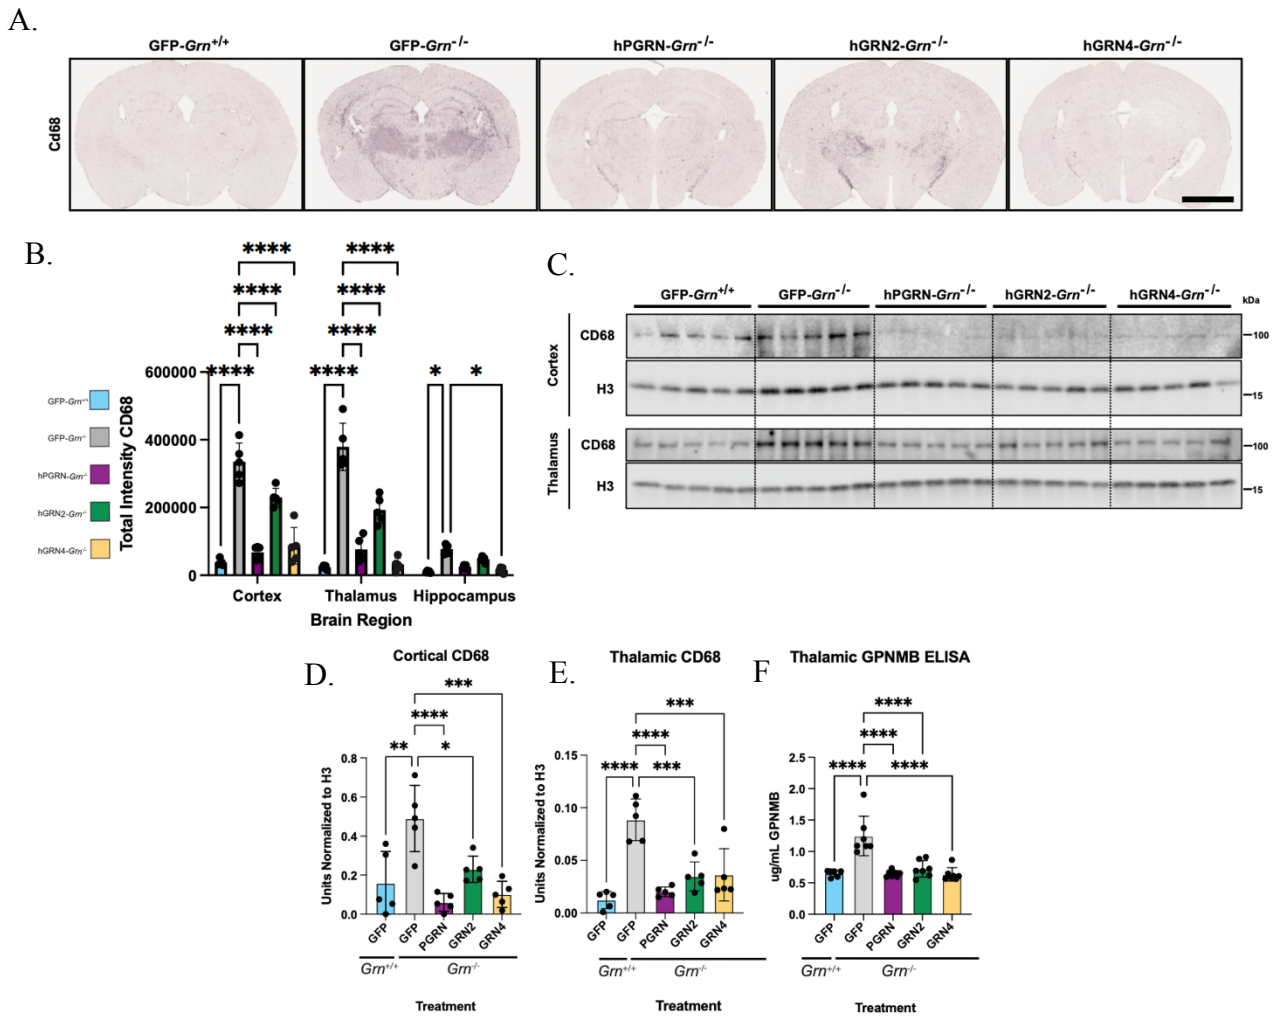 A.
GFP-Grn+/+ GFP-Grn-/- hPGRN-Grn-/- hGRN2-Grn-/- hGRN4-Grn-/-
Cd68
B.
**** ****
**** ****
**** ****
**** **** * *
600000
400000
200000
0
Total Intensity CD68
GFP-Grn+/+
GFP-Grn-/-
hPGRN-Grn-/-
hGRN2-Grn-/-
hGRN4-Grn-/-
Cortex Thalamus Hippocampus
Brain Region
C.
GFP-Grn+/+ GFP-Grn-/- hPGRN-Grn-/- hGRN2-Grn-/- hGRN4-Grn-/-
kDa
Cortex
CD68 100
H3 15
Thalamus
CD68 100
H3 15
D.
Cortical CD68
***
****
** *
Units Normalized to H3
0.8
0.6
0.4
0.2
0.0
GFP GFP PGRN GRN2 GRN4
Grn+/+ Grn-/-
Treatment
E.
Thalamic CD68
***
****
**** ***
Units Normalized to H3
0.15
0.10
0.05
0.00
GFP GFP PGRN GRN2 GRN4
Grn+/+ Grn-/-
Treatment
F
Thalamic GPNMB ELISA
****
****
**** ****
ug/mL GPNMB
2.5
2.0
1.5
1.0
0.5
0.0
GFP GFP PGRN GRN2 GRN4
Grn+/+ Grn-/-
Treatment